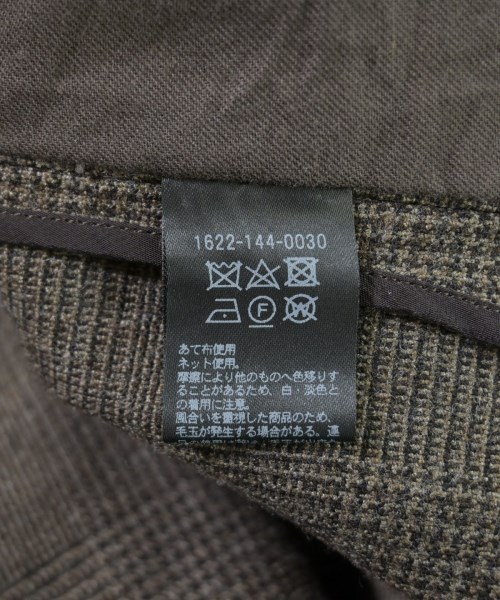 1622-144-0030
F
W
あて布使用
ネット使用。
摩擦により他のものへ色移りす
ることがあるため、白・淡色と
の着用に注意。
風合いを重視した商品のため、
毛玉が発生する場合がある。連